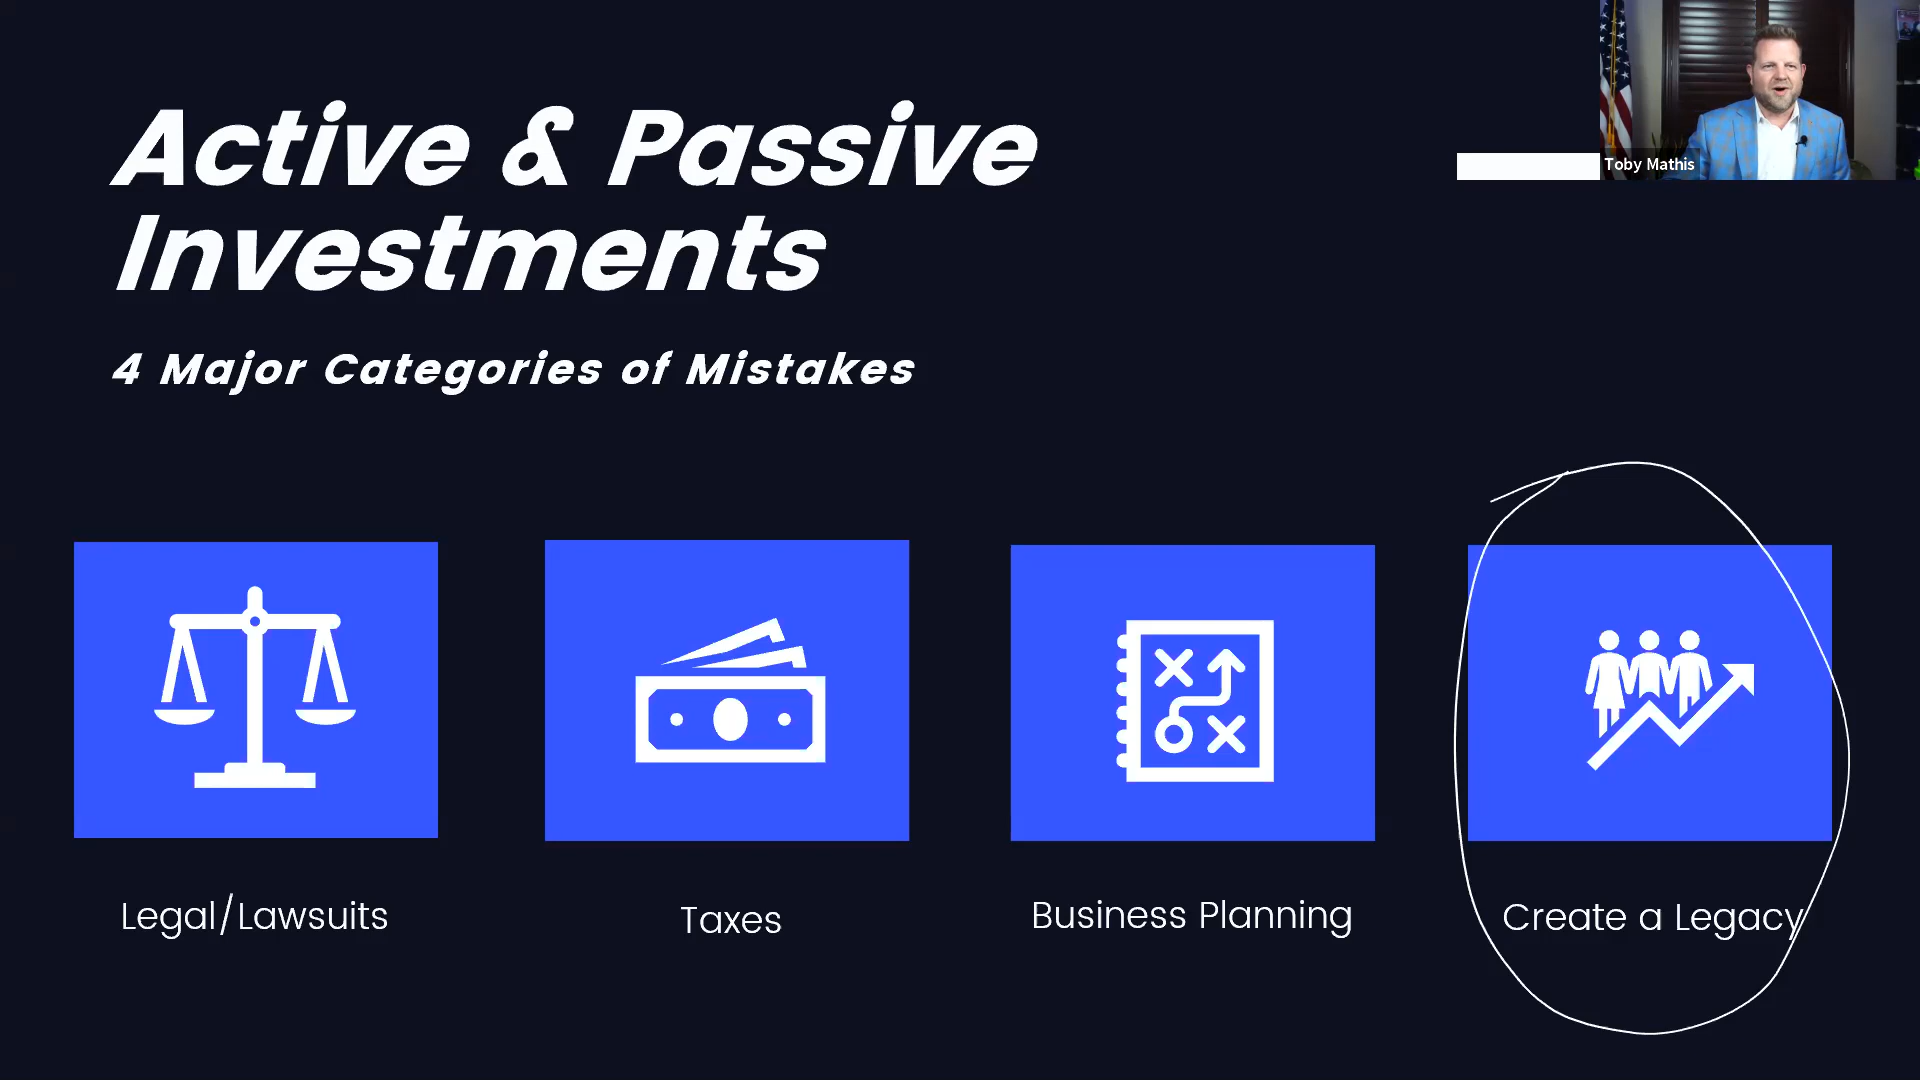 Active & Passive
Investments
4 Major Categories of Mistakes
Toby Mathis
Legal/Lawsuits
Taxes
Business Planning
Create a Legacy